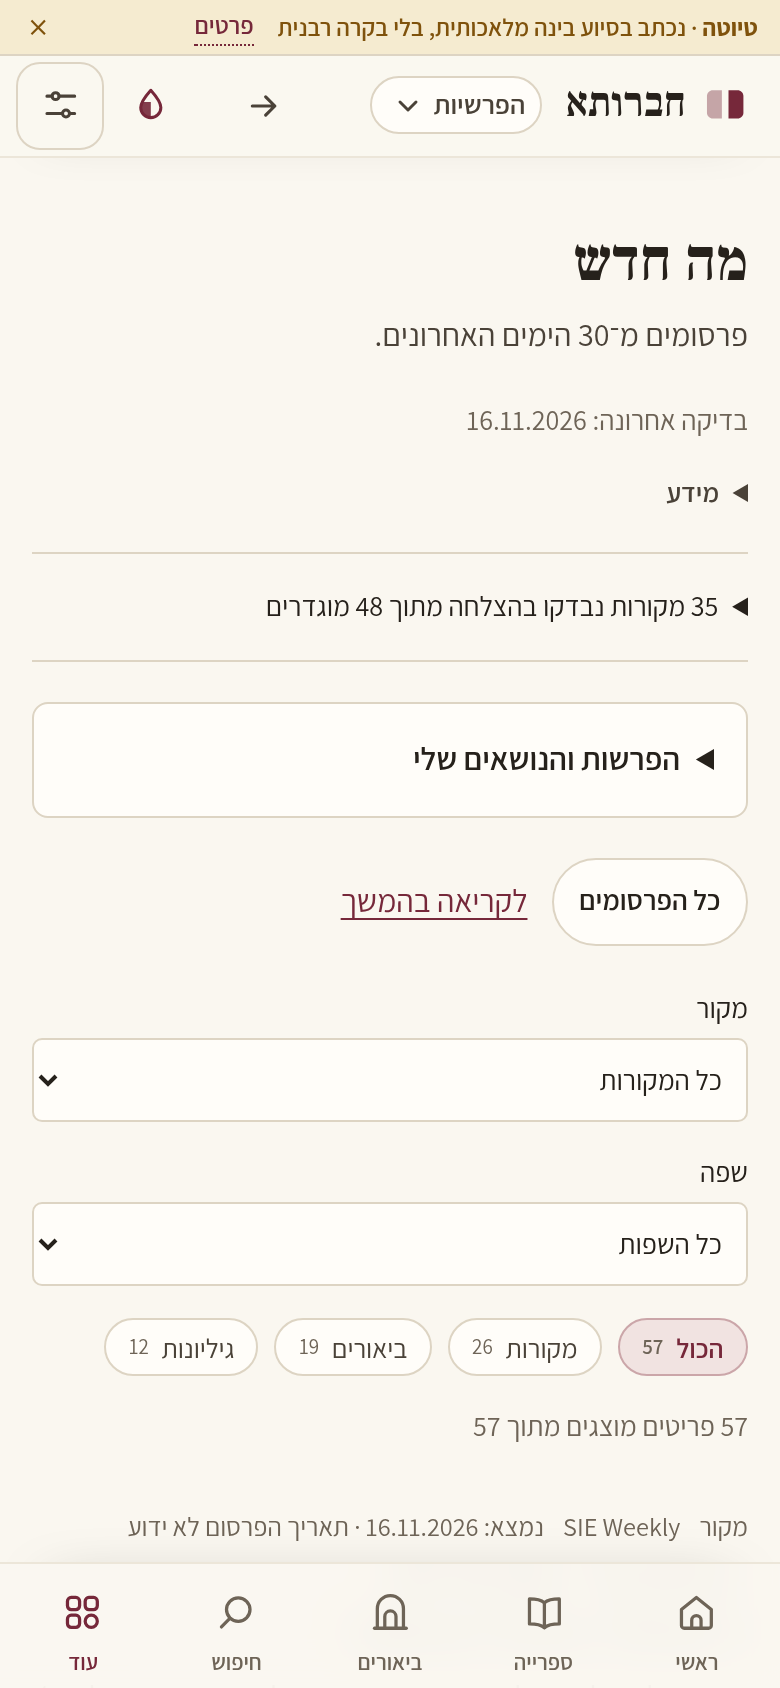 טיוטה · נכתב בסיוע בינה מלאכותית, בלי בקרה רבנית פרטים ×
חברותא הפרשיות
מה חדש
פרסומים מ־30 הימים האחרונים.
בדיקה אחרונה: 16.11.2026
מידע
35 מקורות נבדקו בהצלחה מתוך 48 מוגדרים
הפרשות והנושאים שלי
כל הפרסומים לקריאה בהמשך
מקור
כל המקורות
שפה
כל השפות
הכול 57 מקורות 26 ביאורים 19 גיליונות 12
57 פריטים מוצגים מתוך 57
מקור SIE Weekly נמצא: 16.11.2026 · תאריך הפרסום לא ידוע
ראשי ספרייה ביאורים חיפוש עוד